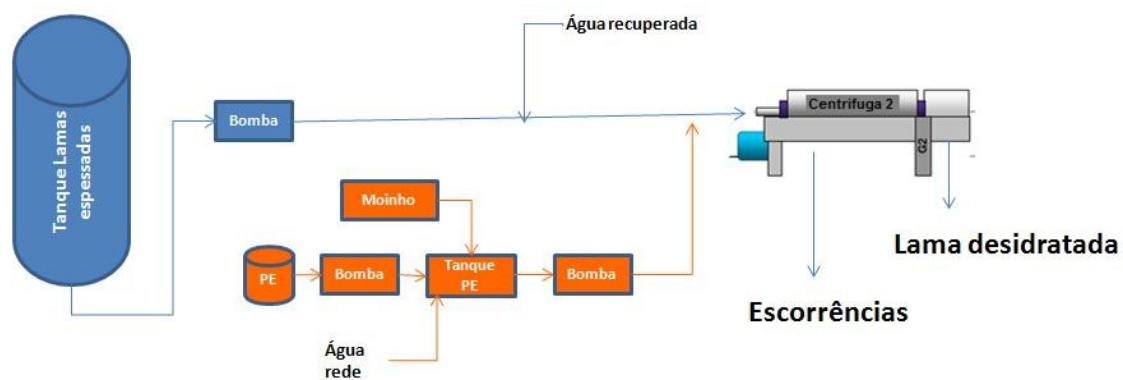 Água recuperada
Tanque Lamas
espessadas
Bomba
Centrifuga 2
G2
Moinho
PE
Bomba
Tanque
PE
Bomba
Lama desidratada
Escorrências
Água
rede